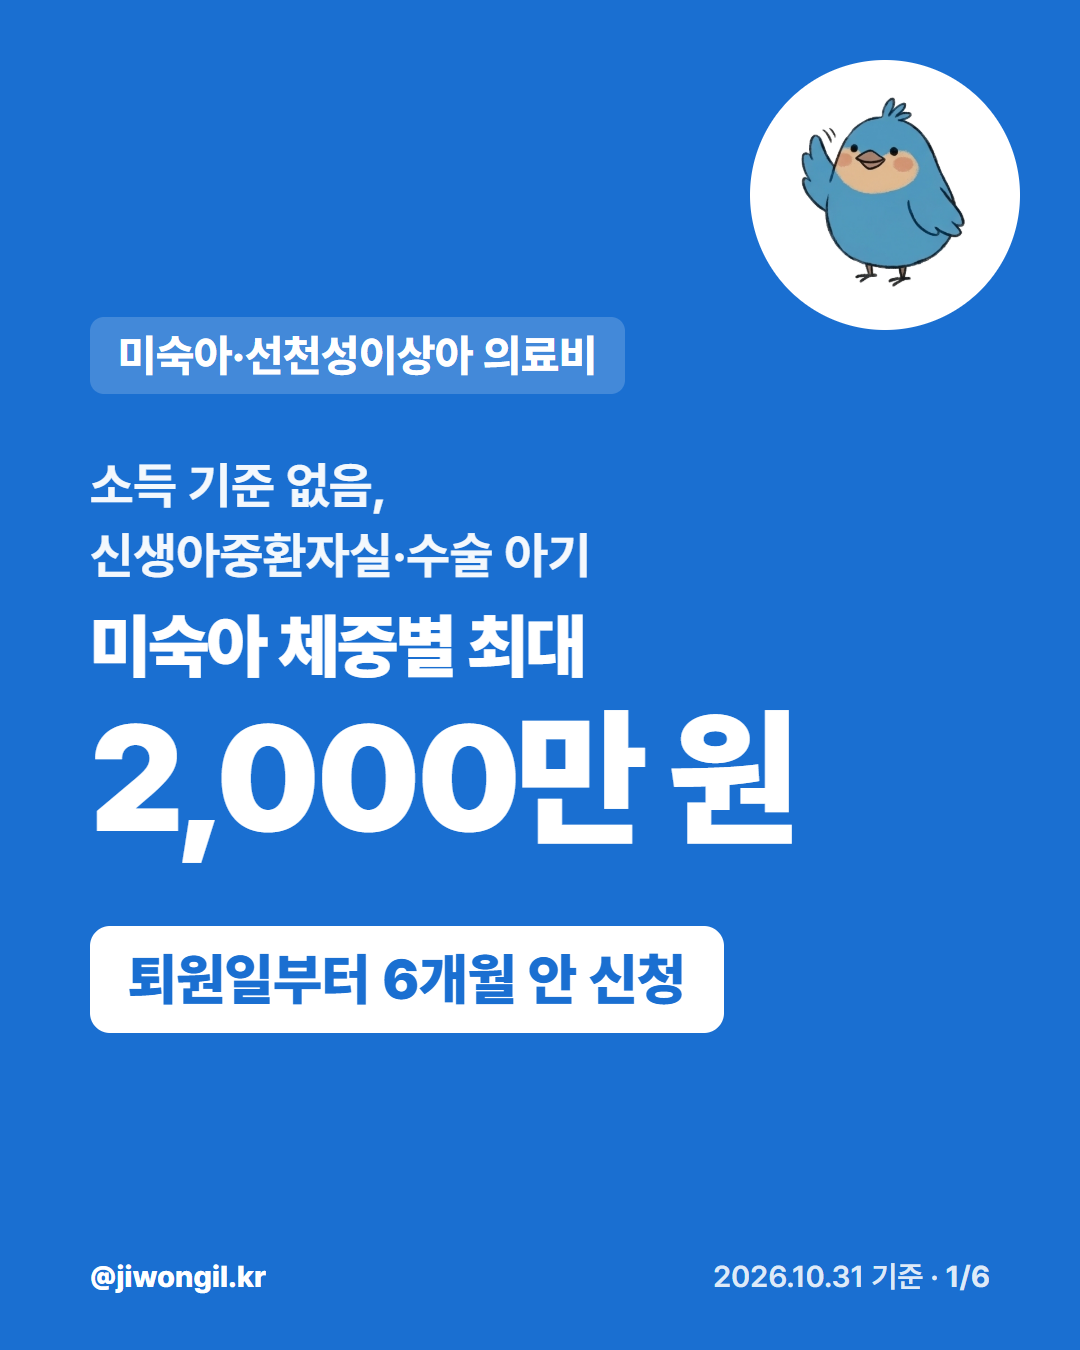 미숙아·선천성이상아 의료비
소득 기준 없음,
신생아중환자실·수술 아기
미숙아 체중별 최대
2,000만 원
퇴원일부터 6개월 안 신청
@jiwongil.kr
2026.10.31 기준 · 1/6